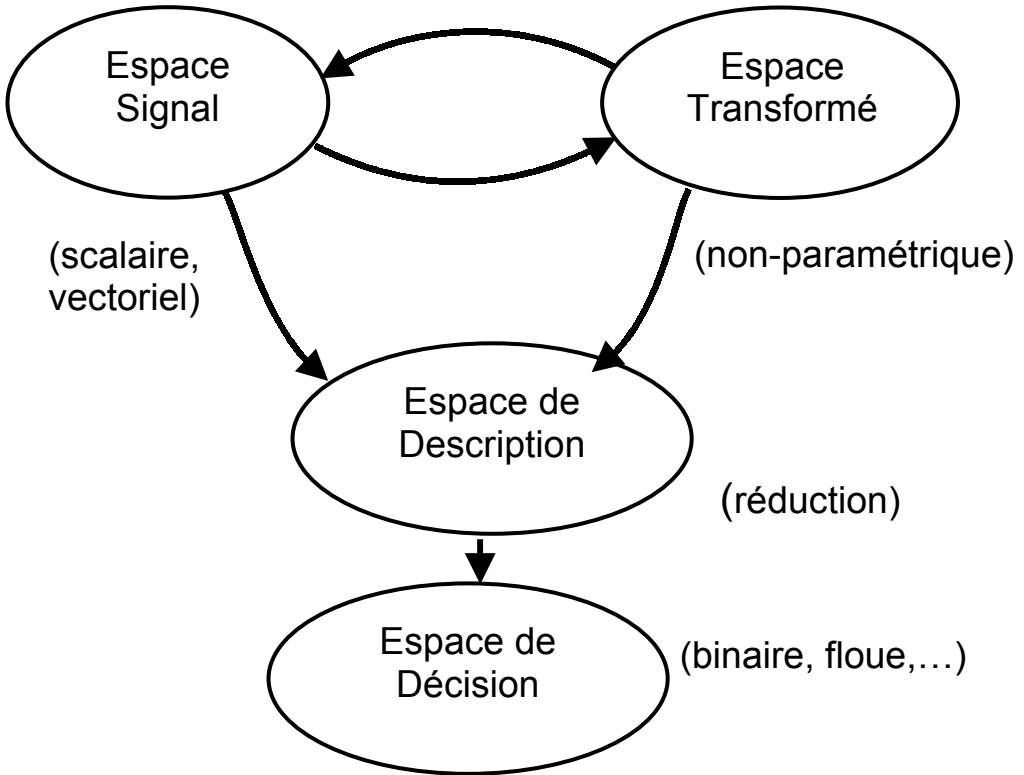 Espace
Signal
Espace
Transformé
(scalaire,
vectoriel)
(non-paramétrique)
Espace de
Description
(réduction)
Espace de
Décision
(binaire, floue,…)